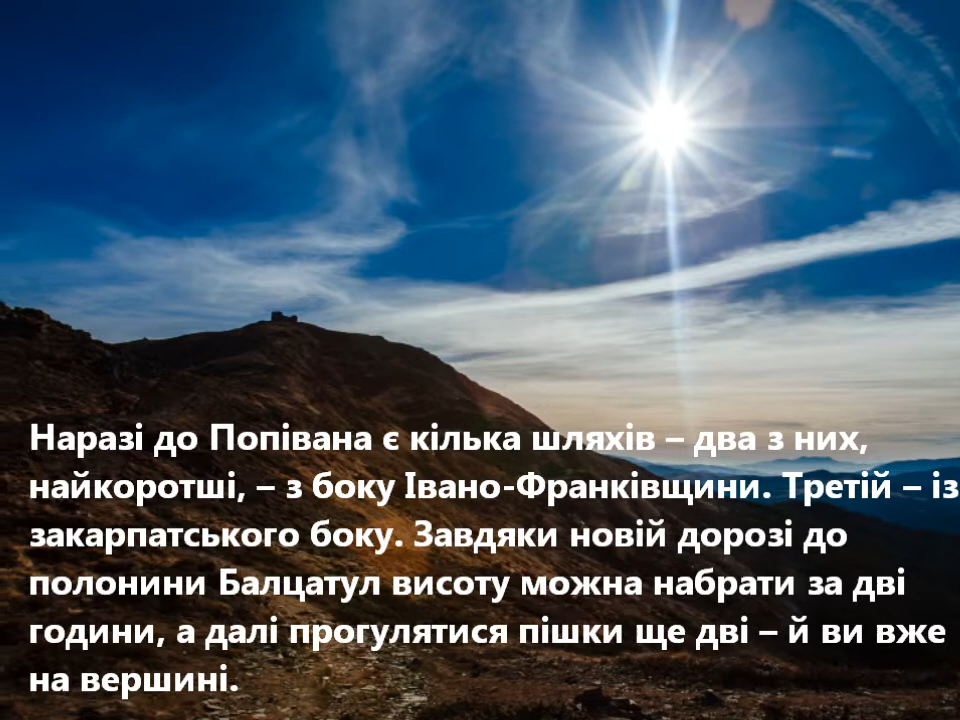 Наразі до Попівана є кілька шляхів – два з них,
найкоротші, – з боку Івано-Франківщини. Третій – із
закарпатського боку. Завдяки новій дорозі до
полонини Балцатул висоту можна набрати за дві
години, а далі прогулятися пішки ще дві – й ви вже
на вершині.